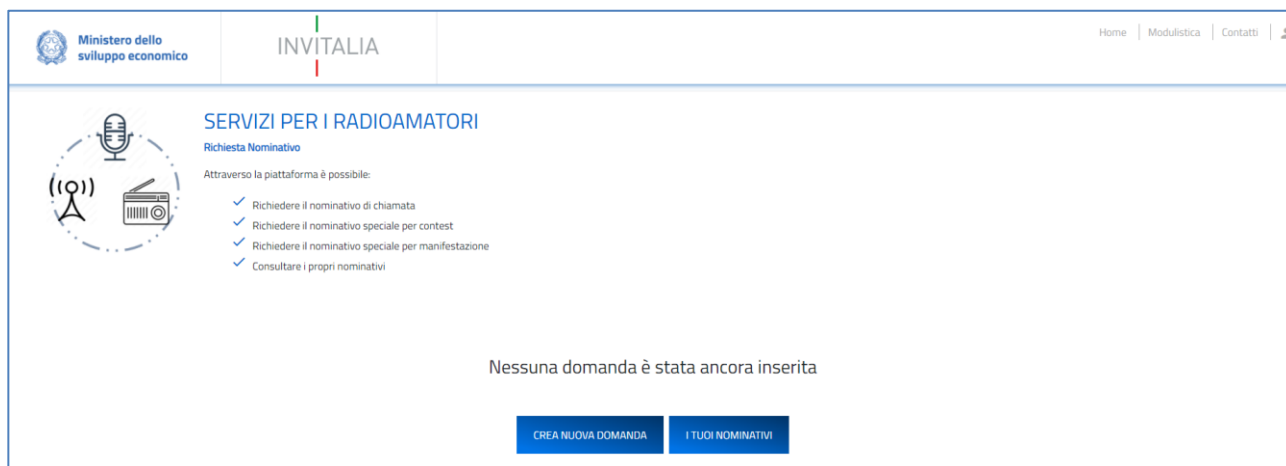 Ministero dello
sviluppo economico
INVITALIA
Home
Modulistica
Contatti
SERVIZI PER I RADIOAMATORI
Richiesta Nominativo
Attraverso la piattaforma è possibile:
Richiedere il nominativo di chiamata
Richiedere il nominativo speciale per contest
Richiedere il nominativo speciale per manifestazione
Consultare i propri nominativi
Nessuna domanda è stata ancora inserita
CREA NUOVA DOMANDA
I TUOI NOMINATIVI